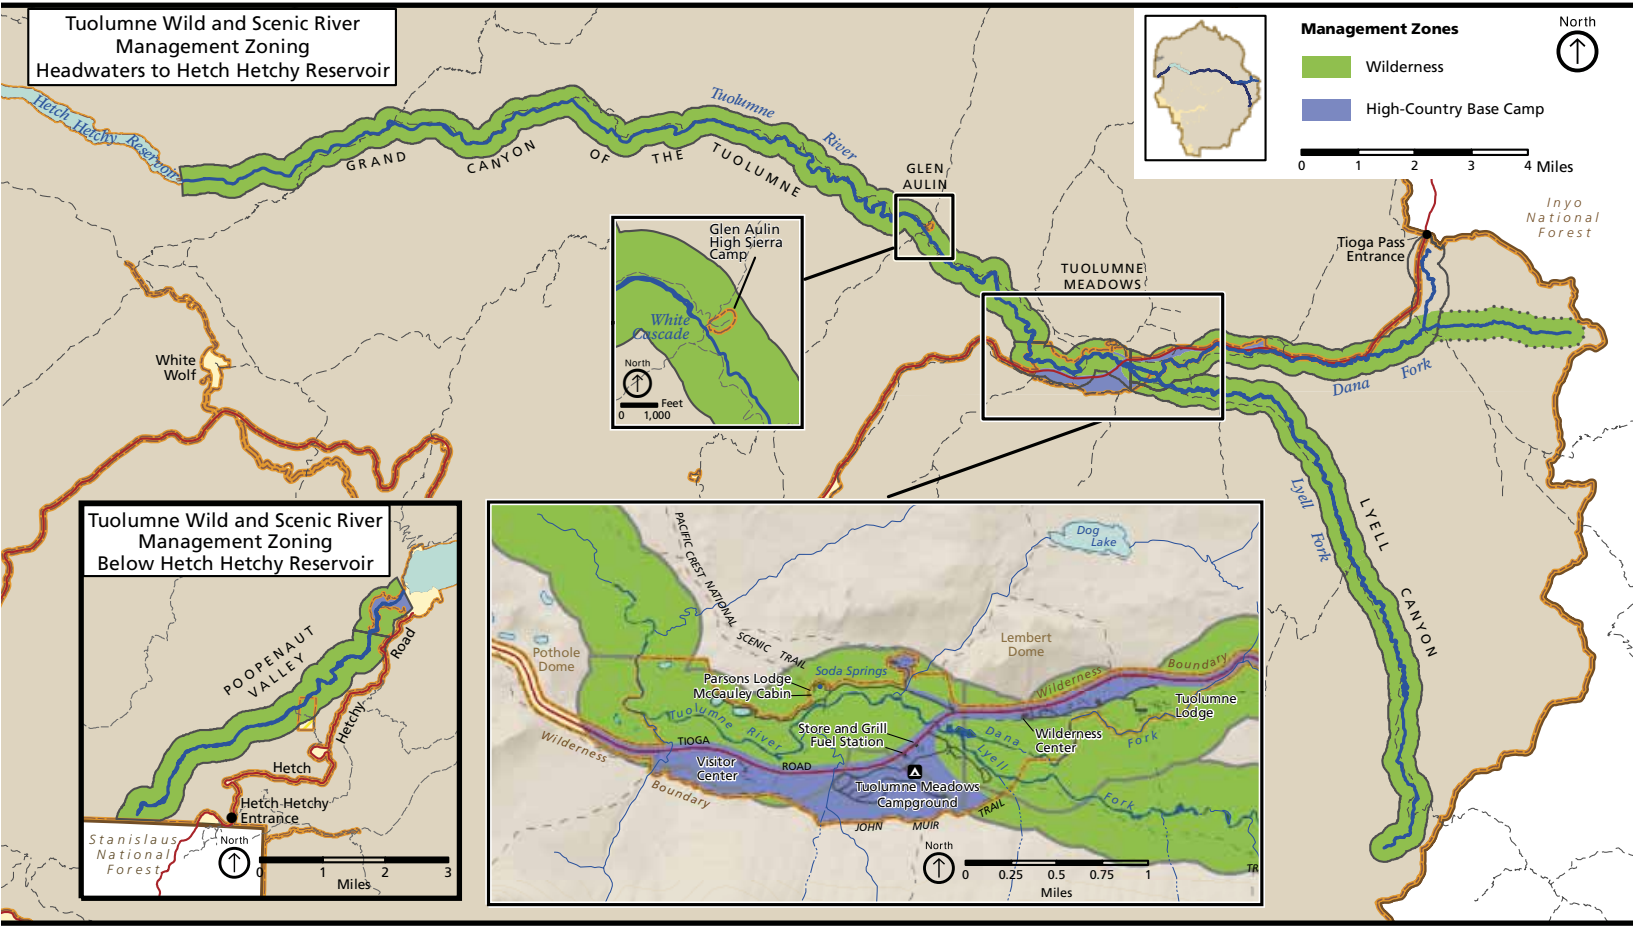 Tuolumne Wild and Scenic River
Management Zoning
Headwaters to Hetch Hetchy Reservoir
Management Zones
Wilderness
High-Country Base Camp
0 1 2 3 4 Miles
North
Hetch Hetchy Reservoir
GRAND CANYON OF THE TUOLUMNE
Tuolumne River
GLEN
AULIN
TUOLUMNE
MEADOWS
Tioga Pass
Entrance
Inyo
National
Forest
Dana Fork
Lyell Fork
LYELL CANYON
White
Wolf
Glen Aulin
High Sierra
Camp
White
Cascade
North
Feet
0 1,000
Tuolumne Wild and Scenic River
Management Zoning
Below Hetch Hetchy Reservoir
POOPENAUT
VALLEY
Hetch Hetchy Road
Hetch Hetchy
Entrance
Stanislaus
National
Forest
North
0 1 2 3
Miles
PACIFIC CREST NATIONAL SCENIC TRAIL
Dog
Lake
Lembert
Dome
Pothole
Dome
Soda Springs
Parsons Lodge
McCauley Cabin
Tuolumne River
Store and Grill
Fuel Station
TIOGA ROAD
Visitor
Center
Wilderness Boundary
Wilderness Boundary
Tuolumne
Lodge
Wilderness
Center
Dana Fork
Lyell Fork
Tuolumne Meadows
Campground
JOHN MUIR TRAIL
TR
North
0 0.25 0.5 0.75 1
Miles